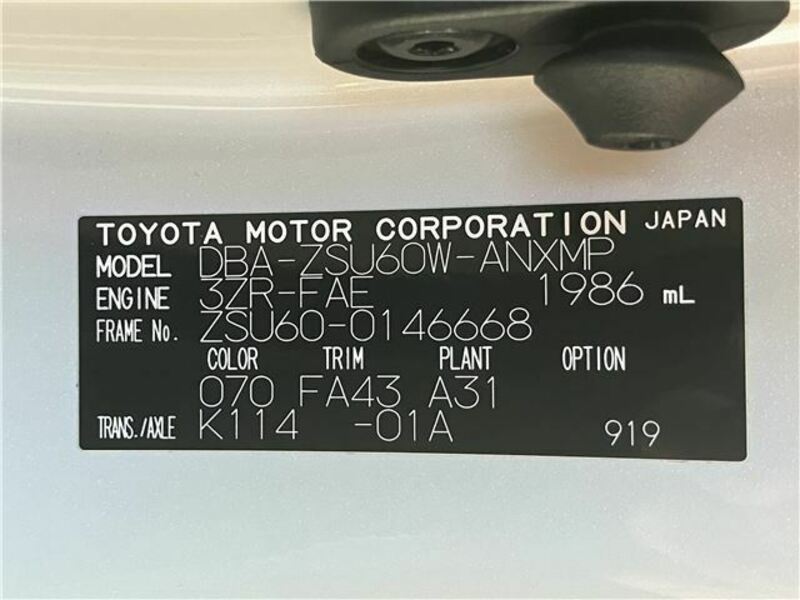 TOYOTA MOTOR CORPORATION JAPAN
MODEL DBA-ZSU60W-ANXMP
ENGINE 3ZR-FAE 1986 mL
FRAME No. ZSU60-0146668
COLOR TRIM PLANT OPTION
070 FA43 A31
TRANS./AXLE K114 -01A 919